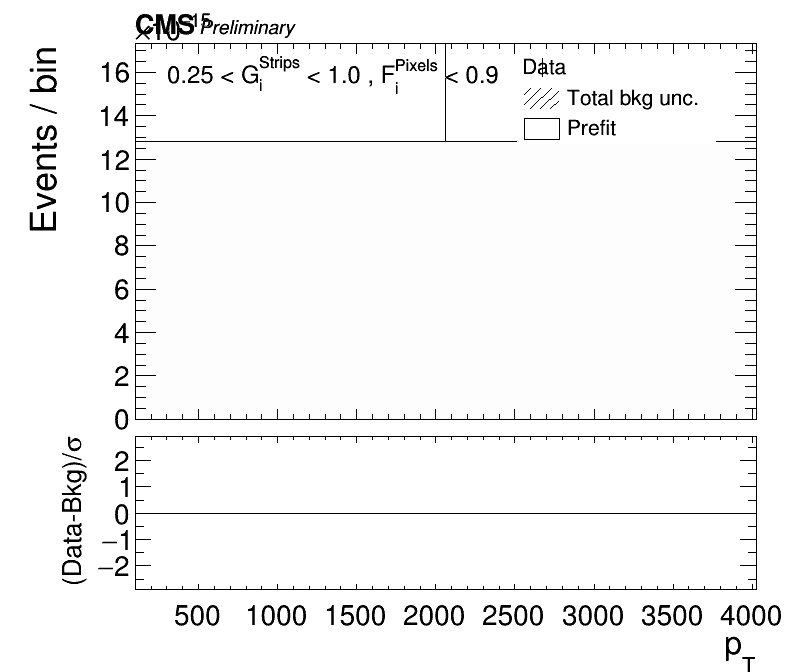 CMS Preliminary
×10^15
Events / bin
0.25 < G_i^Strips < 1.0 , F_i^Pixels < 0.9
Data
Total bkg unc.
Prefit
16
14
12
10
8
6
4
2
0
(Data-Bkg)/σ
2
1
0
−1
−2
500 1000 1500 2000 2500 3000 3500 4000
p_T